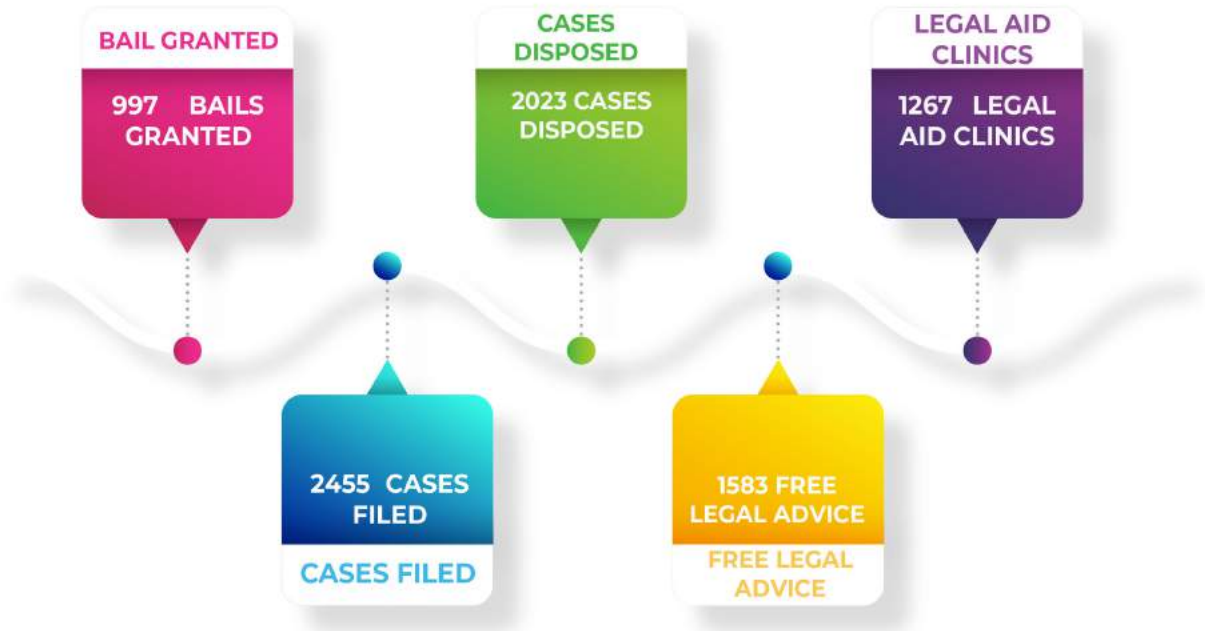 BAIL GRANTED
997 BAILS
GRANTED
2455 CASES
FILED
CASES FILED
CASES
DISPOSED
2023 CASES
DISPOSED
1583 FREE
LEGAL ADVICE
FREE LEGAL
ADVICE
LEGAL AID
CLINICS
1267 LEGAL
AID CLINICS